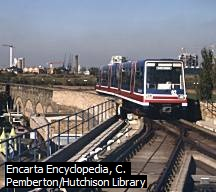 Encarta Encyclopedia, C.
Pemberton/Hutchison Library